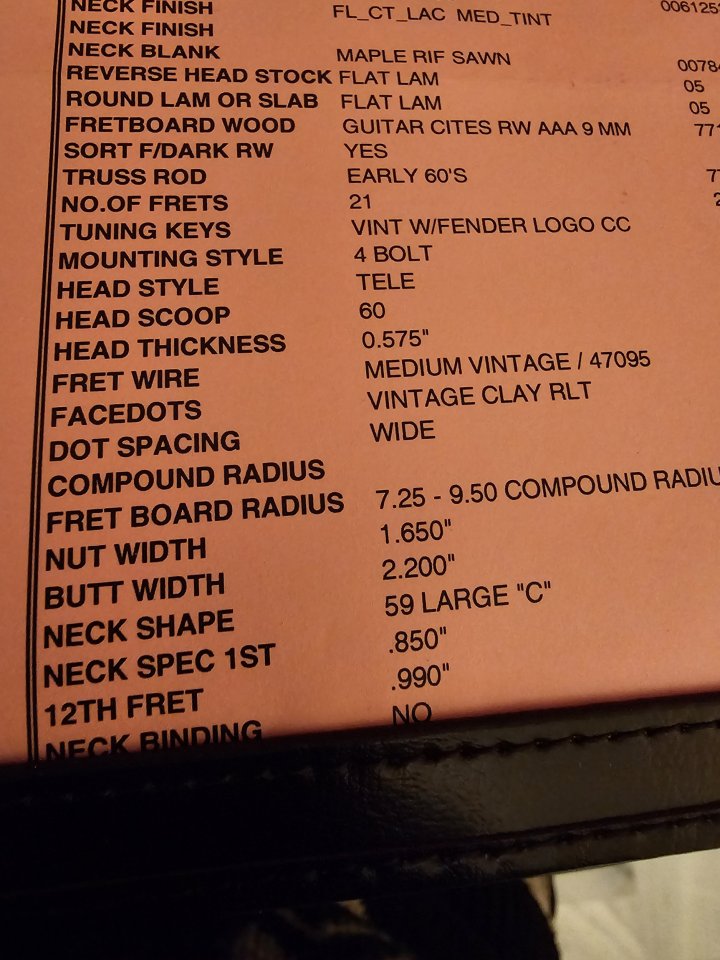 NECK FINISH FL_CT_LAC MED_TINT
NECK FINISH
NECK BLANK MAPLE RIF SAWN
REVERSE HEAD STOCK FLAT LAM 05
ROUND LAM OR SLAB FLAT LAM 05
FRETBOARD WOOD GUITAR CITES RW AAA 9 MM
SORT F/DARK RW YES
TRUSS ROD EARLY 60'S
NO.OF FRETS 21
TUNING KEYS VINT W/FENDER LOGO CC
MOUNTING STYLE 4 BOLT
HEAD STYLE TELE
HEAD SCOOP 60
HEAD THICKNESS 0.575"
FRET WIRE MEDIUM VINTAGE / 47095
FACEDOTS VINTAGE CLAY RLT
DOT SPACING WIDE
COMPOUND RADIUS
FRET BOARD RADIUS 7.25 - 9.50 COMPOUND RADIU
NUT WIDTH 1.650"
BUTT WIDTH 2.200"
NECK SHAPE 59 LARGE "C"
NECK SPEC 1ST .850"
12TH FRET .990"
NECK BINDING NO